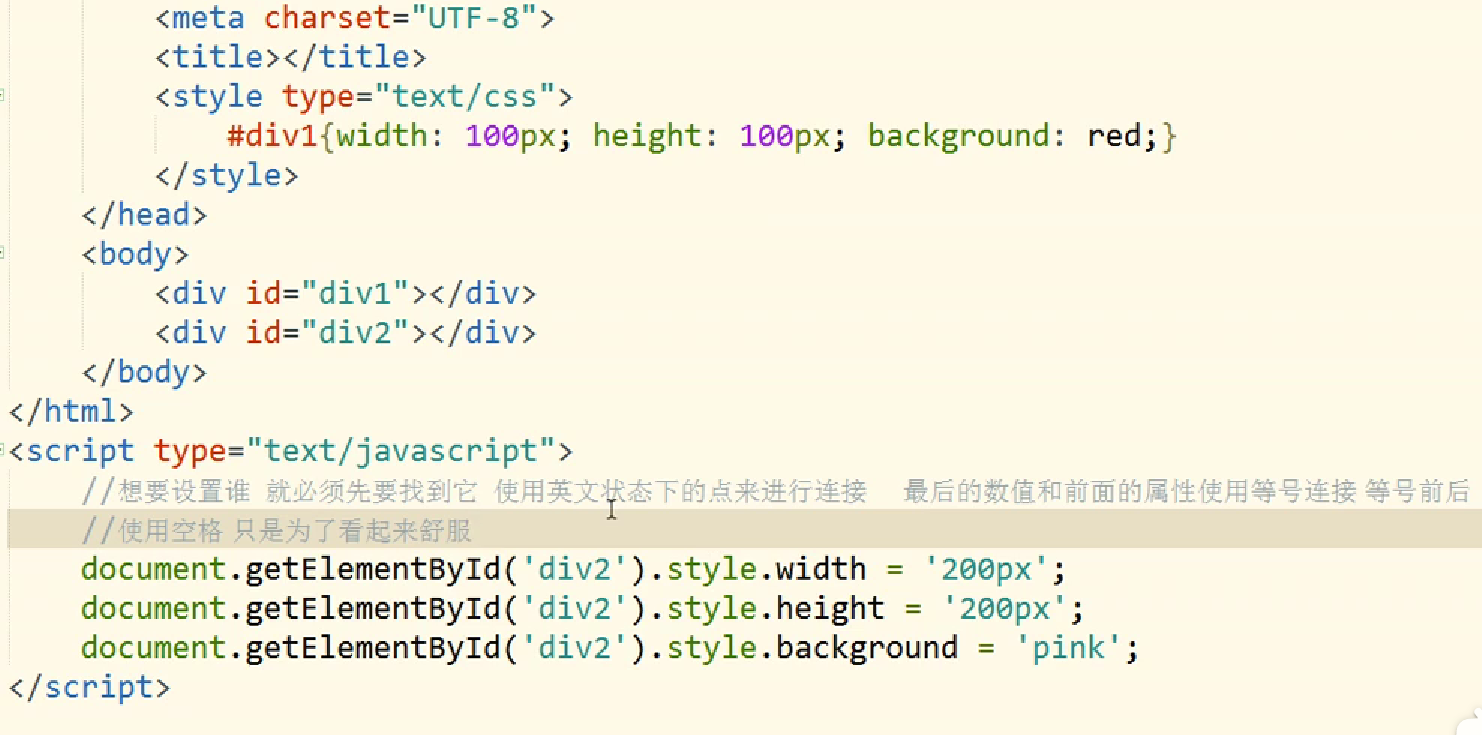 <meta charset="UTF-8">
<title></title>
<style type="text/css">
#div1{width: 100px; height: 100px; background: red;}
</style>
</head>
<body>
<div id="div1"></div>
<div id="div2"></div>
</body>
</html>
<script type="text/javascript">
//想要设置谁 就必须先要找到它 使用英文状态下的点来进行连接 最后的数值和前面的属性使用等号连接 等号前后
//使用空格 只是为了看起来舒服
document.getElementById('div2').style.width = '200px';
document.getElementById('div2').style.height = '200px';
document.getElementById('div2').style.background = 'pink';
</script>